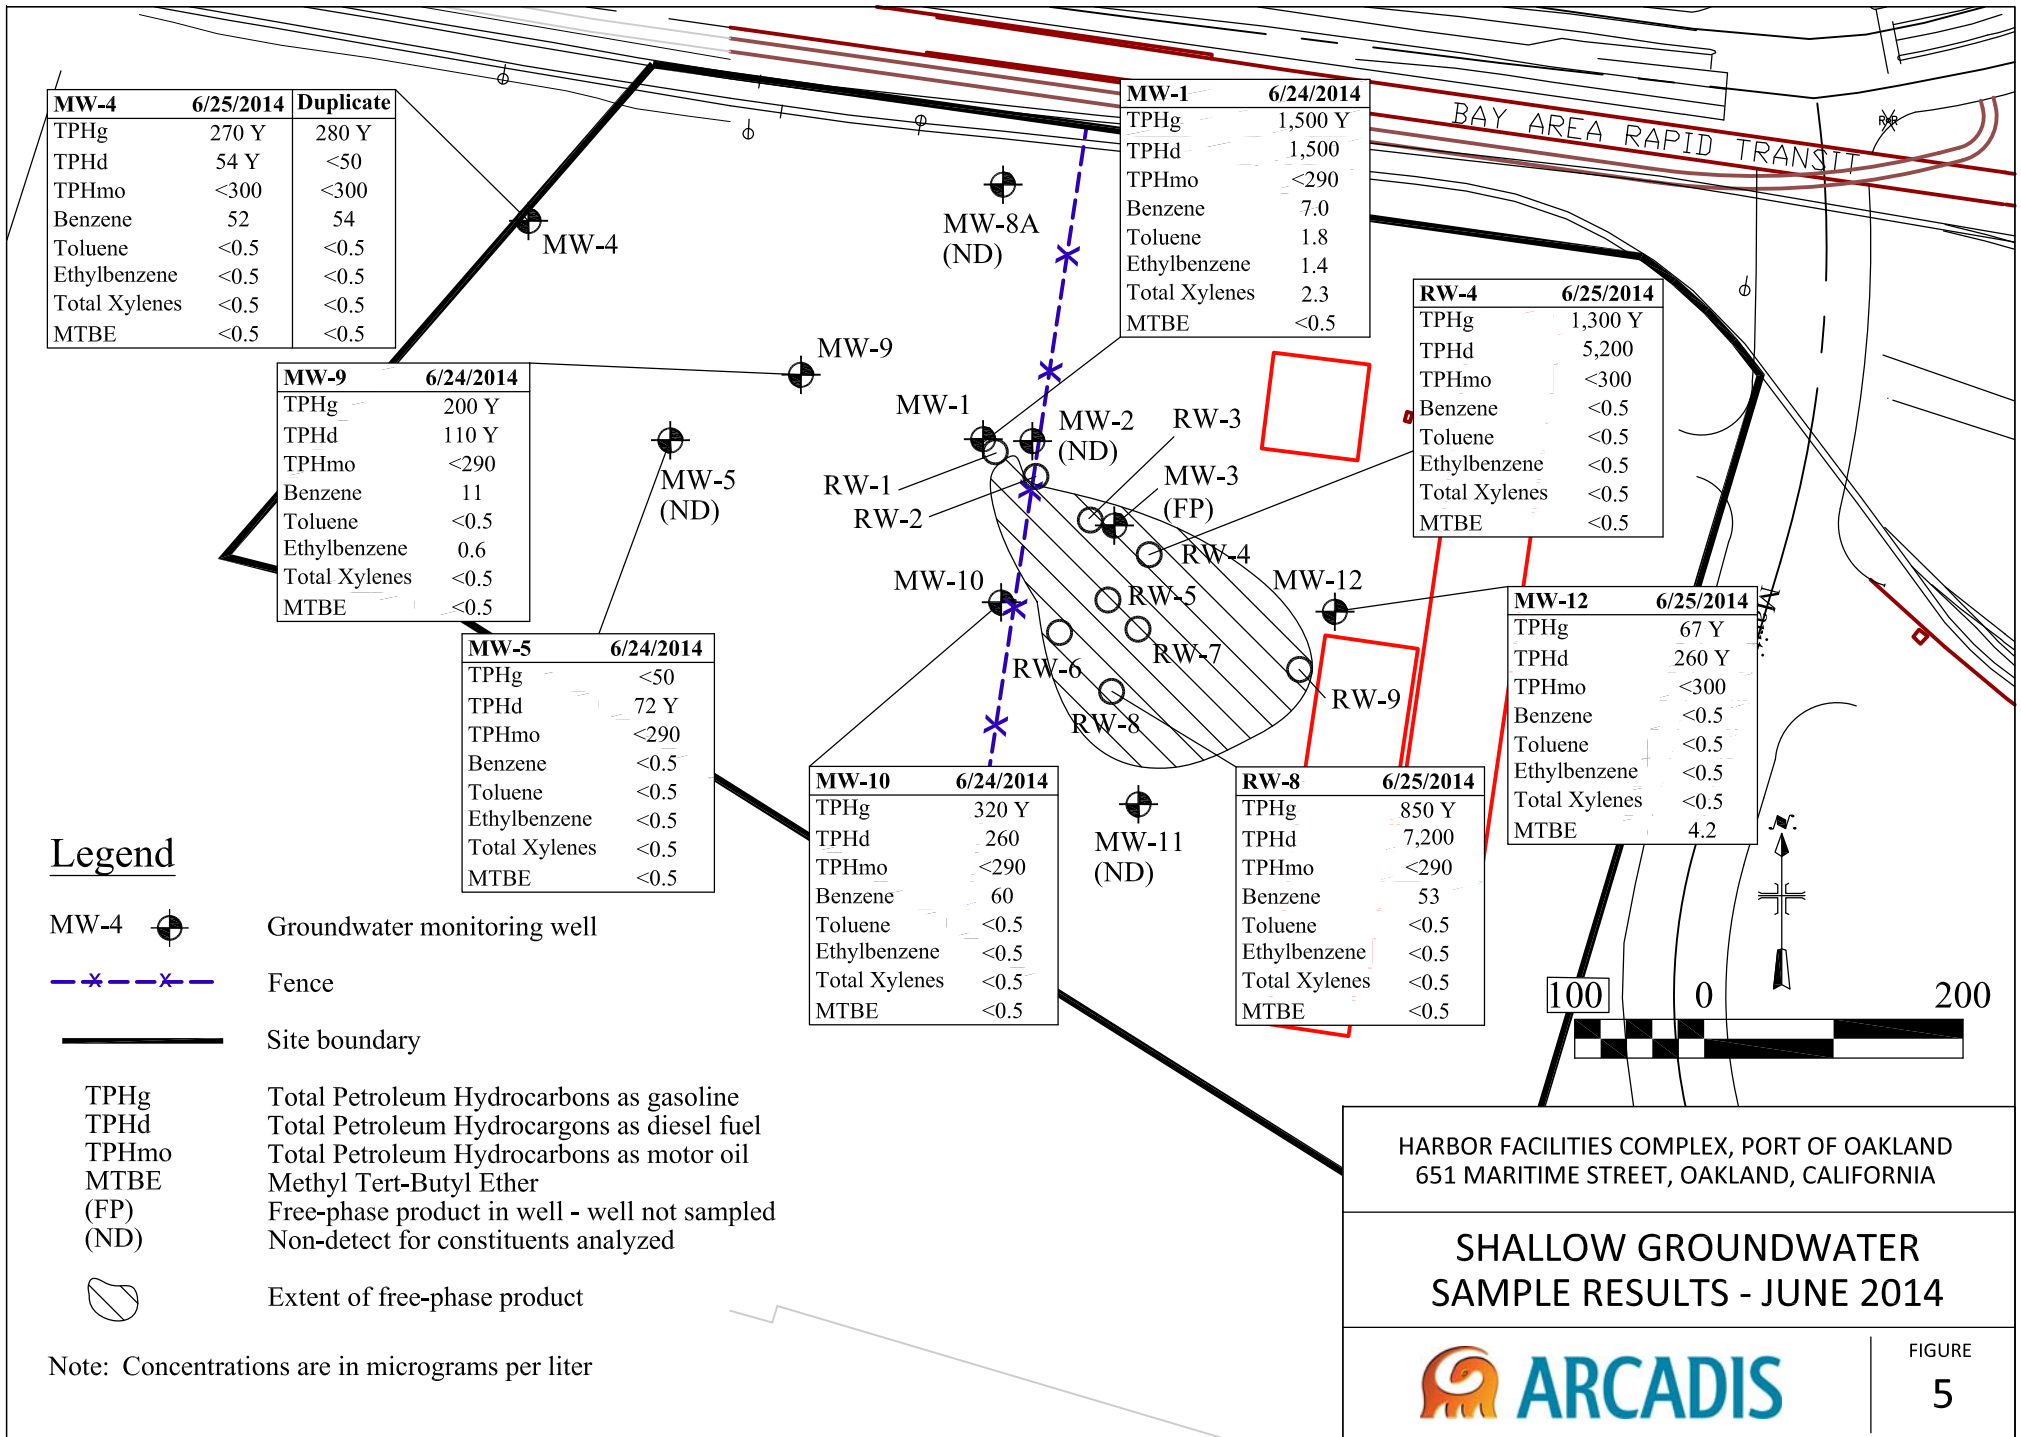 MW-4 6/25/2014 Duplicate
TPHg 270 Y 280 Y
TPHd 54 Y <50
TPHmo <300 <300
Benzene 52 54
Toluene <0.5 <0.5
Ethylbenzene <0.5 <0.5
Total Xylenes <0.5 <0.5
MTBE <0.5 <0.5
MW-1 6/24/2014
TPHg 1,500 Y
TPHd 1,500
TPHmo <290
Benzene 7.0
Toluene 1.8
Ethylbenzene 1.4
Total Xylenes 2.3
MTBE <0.5
BAY AREA RAPID TRANSIT
MW-4
MW-8A
(ND)
RW-4 6/25/2014
TPHg 1,300 Y
TPHd 5,200
TPHmo <300
Benzene <0.5
Toluene <0.5
Ethylbenzene <0.5
Total Xylenes <0.5
MTBE <0.5
MW-9 6/24/2014
TPHg 200 Y
TPHd 110 Y
TPHmo <290
Benzene 11
Toluene <0.5
Ethylbenzene 0.6
Total Xylenes <0.5
MTBE <0.5
MW-9
MW-1
MW-2
(ND)
RW-3
MW-5
(ND)
RW-1
RW-2
MW-3
(FP)
RW-4
MW-10
RW-5
MW-12
RW-6
RW-7
RW-9
RW-8
MW-12 6/25/2014
TPHg 67 Y
TPHd 260 Y
TPHmo <300
Benzene <0.5
Toluene <0.5
Ethylbenzene <0.5
Total Xylenes <0.5
MTBE 4.2
MW-5 6/24/2014
TPHg <50
TPHd 72 Y
TPHmo <290
Benzene <0.5
Toluene <0.5
Ethylbenzene <0.5
Total Xylenes <0.5
MTBE <0.5
MW-10 6/24/2014
TPHg 320 Y
TPHd 260
TPHmo <290
Benzene 60
Toluene <0.5
Ethylbenzene <0.5
Total Xylenes <0.5
MTBE <0.5
MW-11
(ND)
RW-8 6/25/2014
TPHg 850 Y
TPHd 7,200
TPHmo <290
Benzene 53
Toluene <0.5
Ethylbenzene <0.5
Total Xylenes <0.5
MTBE <0.5
N.
100 0 200
Legend
MW-4 Groundwater monitoring well
Fence
Site boundary
TPHg Total Petroleum Hydrocarbons as gasoline
TPHd Total Petroleum Hydrocargons as diesel fuel
TPHmo Total Petroleum Hydrocarbons as motor oil
MTBE Methyl Tert-Butyl Ether
(FP) Free-phase product in well - well not sampled
(ND) Non-detect for constituents analyzed
Extent of free-phase product
Note: Concentrations are in micrograms per liter
HARBOR FACILITIES COMPLEX, PORT OF OAKLAND
651 MARITIME STREET, OAKLAND, CALIFORNIA
SHALLOW GROUNDWATER
SAMPLE RESULTS - JUNE 2014
ARCADIS
FIGURE
5